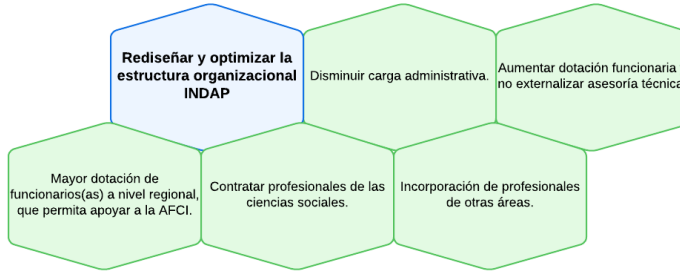 Rediseñar y optimizar la
estructura organizacional
INDAP
Disminuir carga administrativa.
Aumentar dotación funcionaria
no externalizar asesoría técnica
Mayor dotación de
funcionarios(as) a nivel regional,
que permita apoyar a la AFCI.
Contratar profesionales de las
ciencias sociales.
Incorporación de profesionales
de otras áreas.